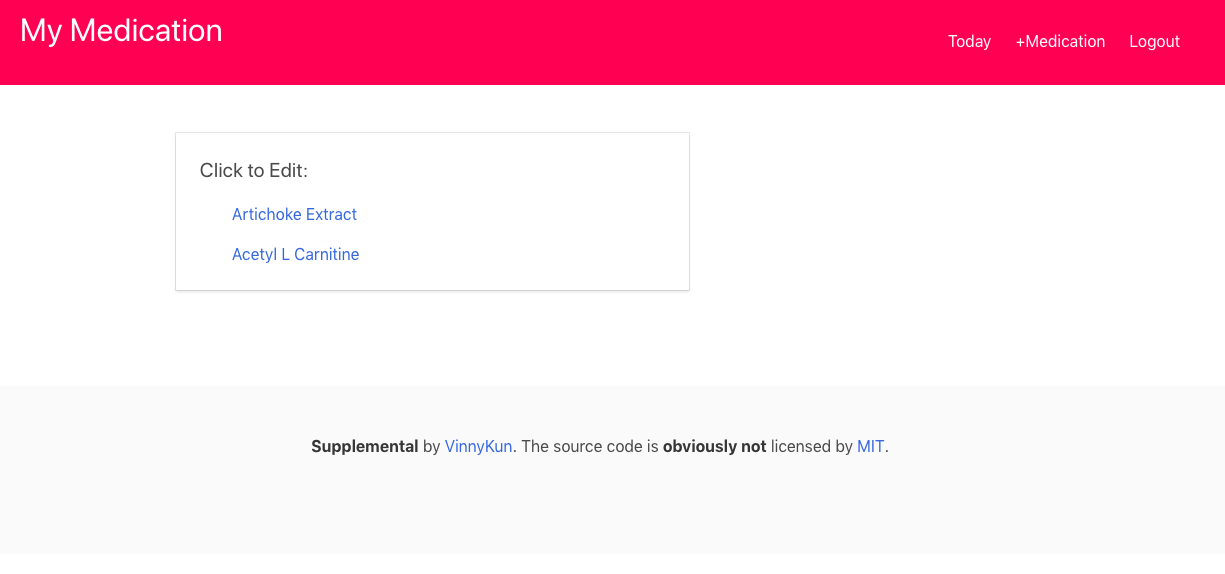 My Medication
Today +Medication Logout
Click to Edit:
Artichoke Extract
Acetyl L Carnitine
Supplemental by VinnyKun. The source code is obviously not licensed by MIT.